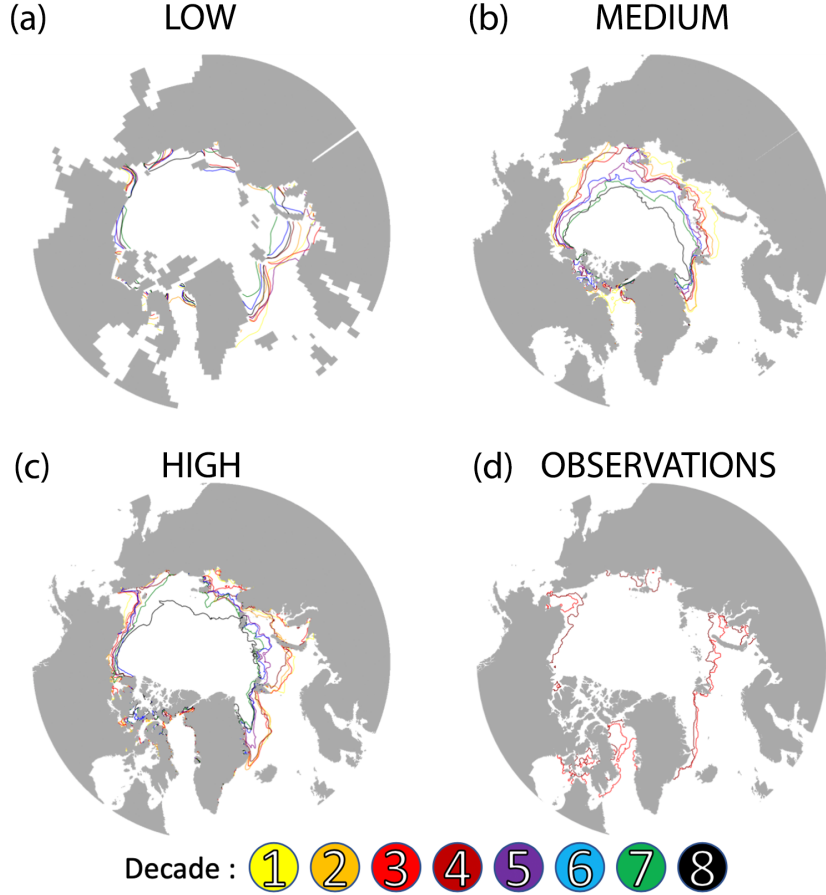 (a) LOW
(b) MEDIUM
(c) HIGH
(d) OBSERVATIONS
Decade : 1 2 3 4 5 6 7 8